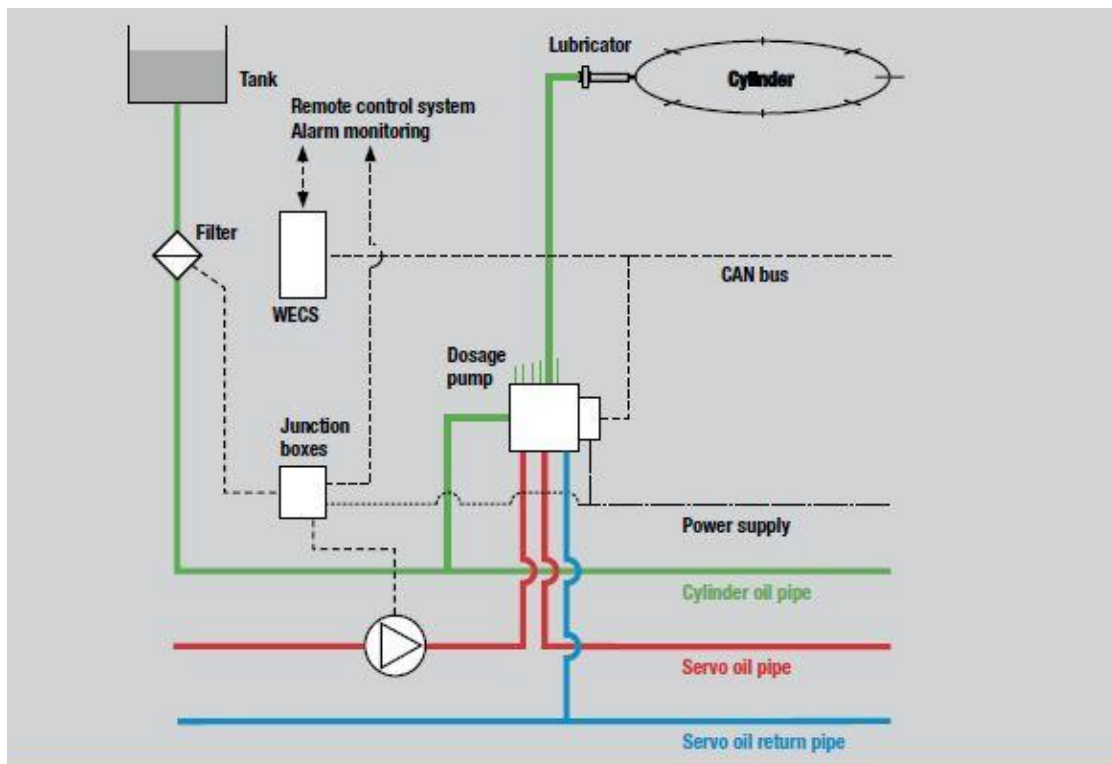 Lubricator
Cylinder
Tank
Remote control system
Alarm monitoring
Filter
CAN bus
WECS
Dosage
pump
Junction
boxes
Power supply
Cylinder oil pipe
Servo oil pipe
Servo oil return pipe